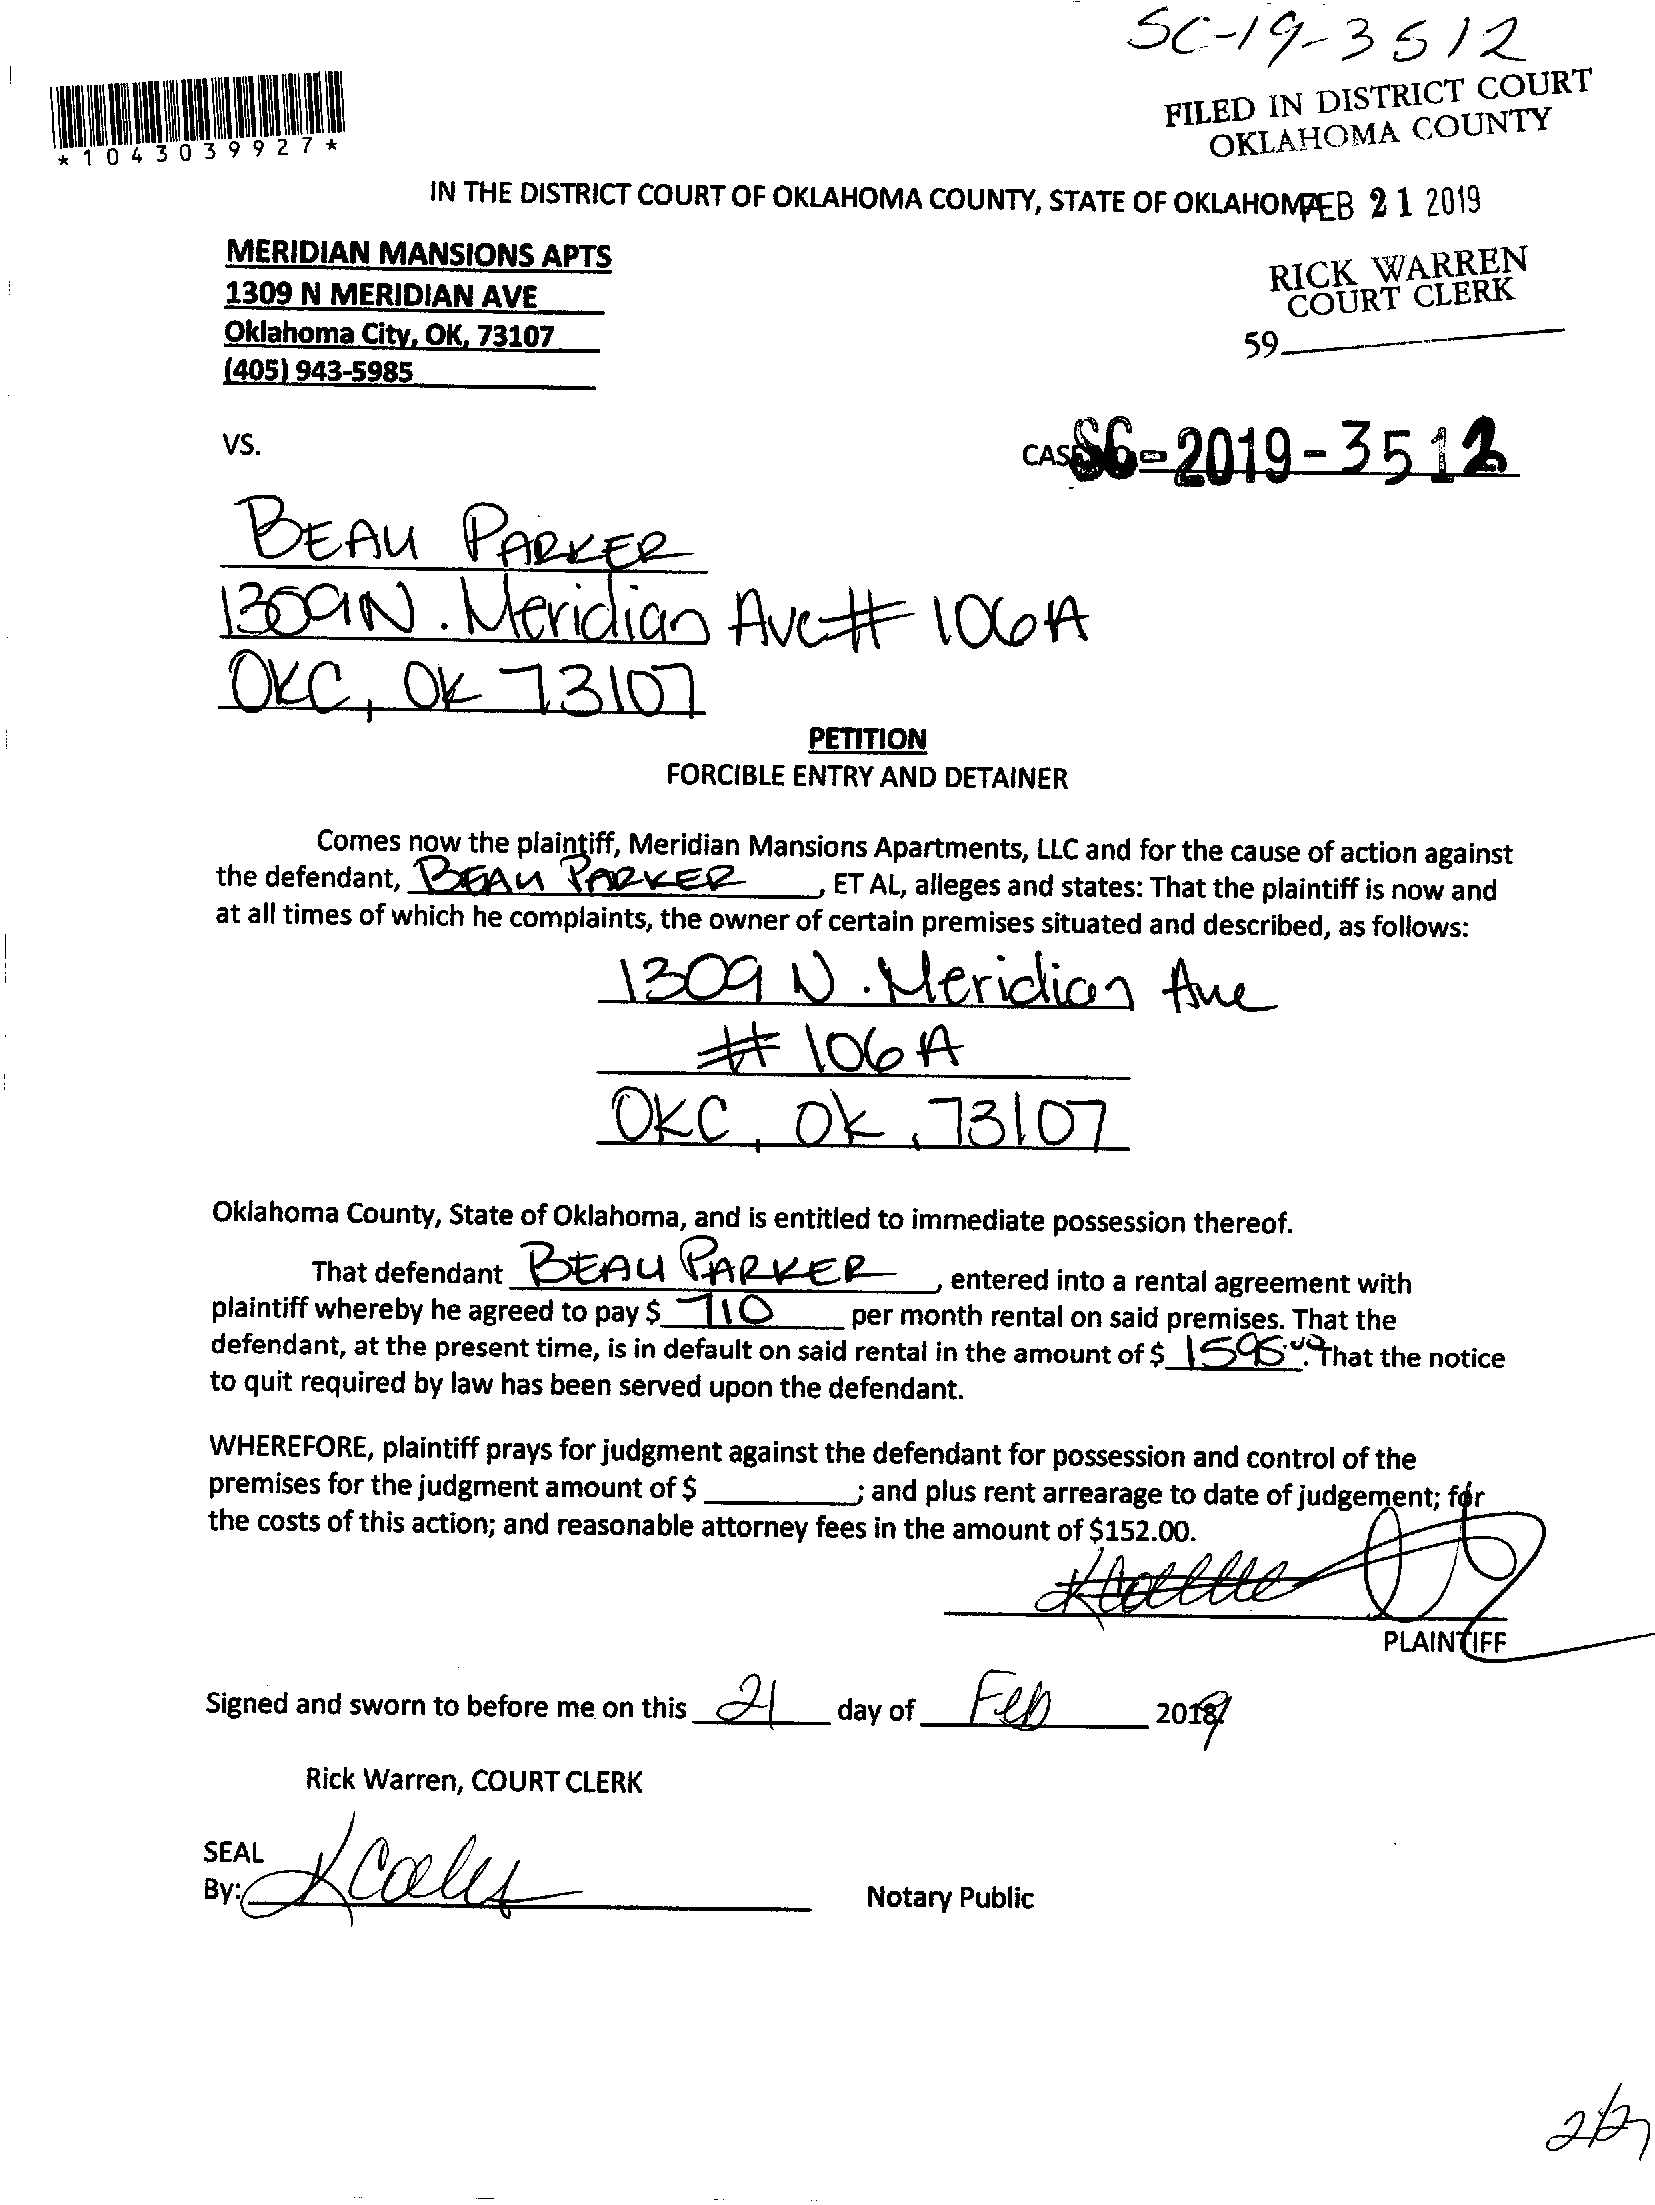 SC-19-3512
FILED IN DISTRICT COURT
OKLAHOMA COUNTY
*1043039927*
IN THE DISTRICT COURT OF OKLAHOMA COUNTY, STATE OF OKLAHOMA
FEB 21 2019
MERIDIAN MANSIONS APTS
1309 N MERIDIAN AVE
Oklahoma City, OK, 73107
(405) 943-5985
RICK WARREN
COURT CLERK
59
VS.
CAS SC-2019-3512
BEAU PARKER
1309 N. Meridian Ave # 106A
OKC, OK 73107
PETITION
FORCIBLE ENTRY AND DETAINER
Comes now the plaintiff, Meridian Mansions Apartments, LLC and for the cause of action against
the defendant, BEAU PARKER, ET AL, alleges and states: That the plaintiff is now and
at all times of which he complaints, the owner of certain premises situated and described, as follows:
1309 N. Meridian Ave
# 106A
OKC, OK, 73107
Oklahoma County, State of Oklahoma, and is entitled to immediate possession thereof.
That defendant BEAU PARKER, entered into a rental agreement with
plaintiff whereby he agreed to pay $ 710 per month rental on said premises. That the
defendant, at the present time, is in default on said rental in the amount of $ 1595.00. That the notice
to quit required by law has been served upon the defendant.
WHEREFORE, plaintiff prays for judgment against the defendant for possession and control of the
premises for the judgment amount of $ ; and plus rent arrearage to date of judgement; for
the costs of this action; and reasonable attorney fees in the amount of $152.00.
PLAINTIFF
Signed and sworn to before me on this 21 day of Feb 2019
Rick Warren, COURT CLERK
SEAL
By:
Notary Public